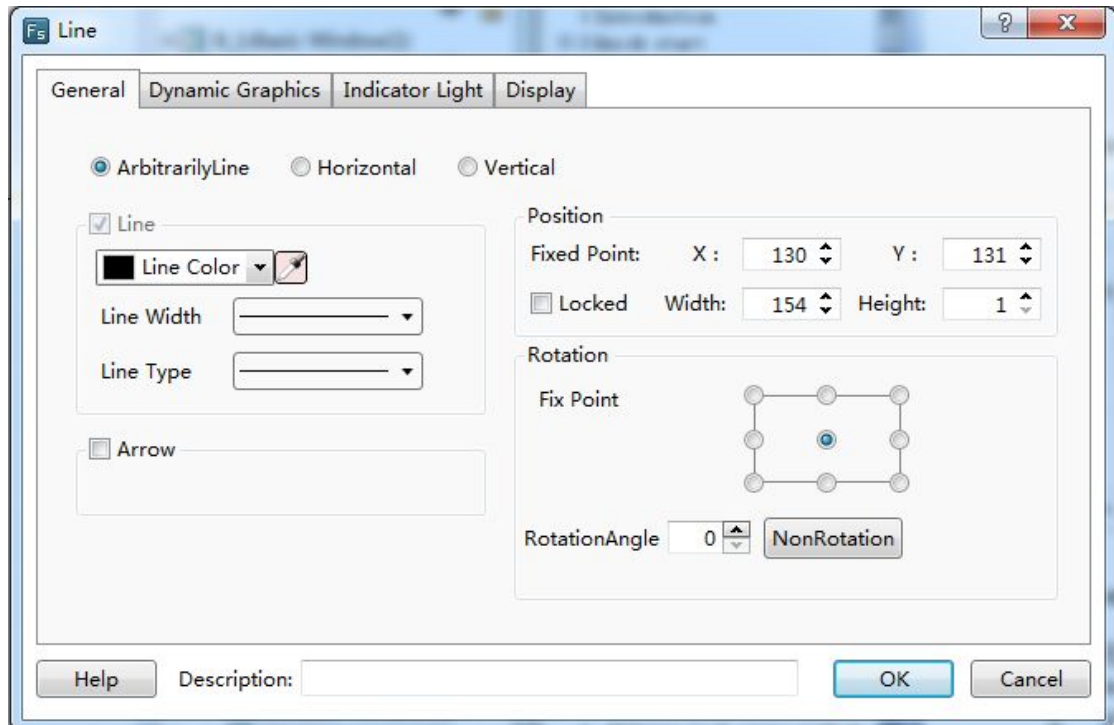 Fs Line
General Dynamic Graphics Indicator Light Display
ArbitrarilyLine Horizontal Vertical
Line
Line Color
Line Width
Line Type
Arrow
Position
Fixed Point: X : 130 Y : 131
Locked Width: 154 Height: 1
Rotation
Fix Point
RotationAngle 0 NonRotation
Help Description: OK Cancel